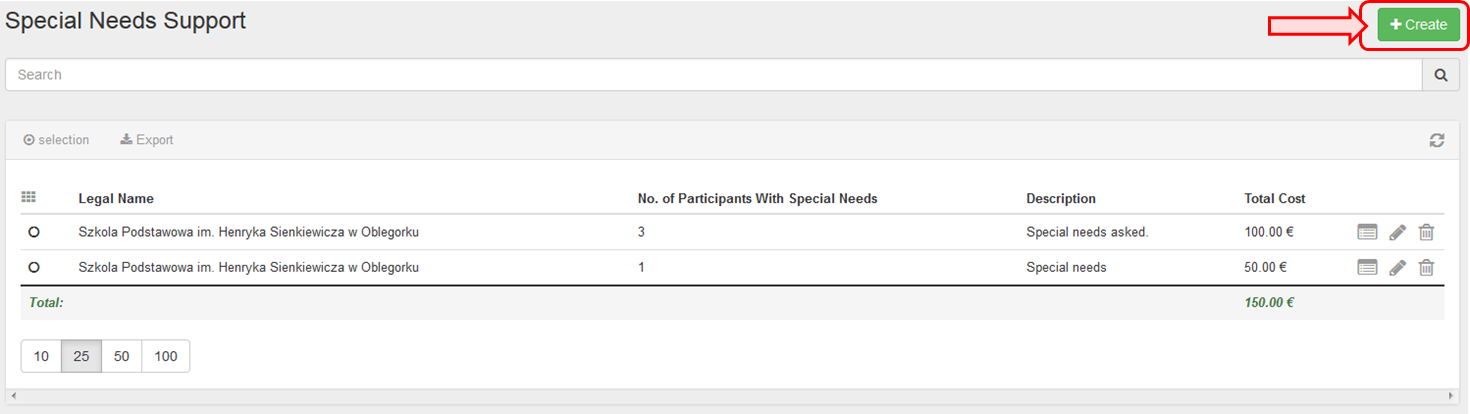 Special Needs Support
+ Create
Search
selection Export
Legal Name No. of Participants With Special Needs Description Total Cost
Szkola Podstawowa im. Henryka Sienkiewicza w Oblegorku 3 Special needs asked. 100.00 €
Szkola Podstawowa im. Henryka Sienkiewicza w Oblegorku 1 Special needs 50.00 €
Total: 150.00 €
10 25 50 100